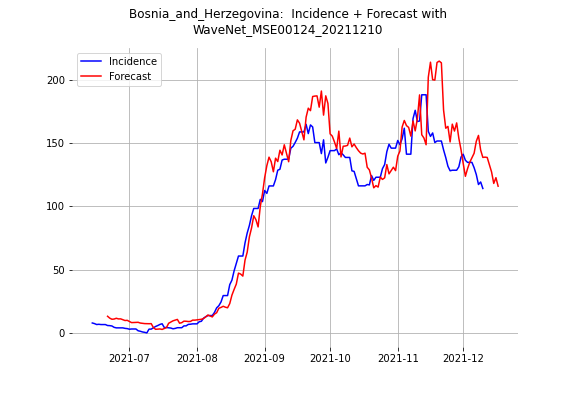 Bosnia_and_Herzegovina:  Incidence + Forecast with
WaveNet_MSE00124_20211210
Incidence
Forecast
200
150
100
50
0
2021-07 2021-08 2021-09 2021-10 2021-11 2021-12